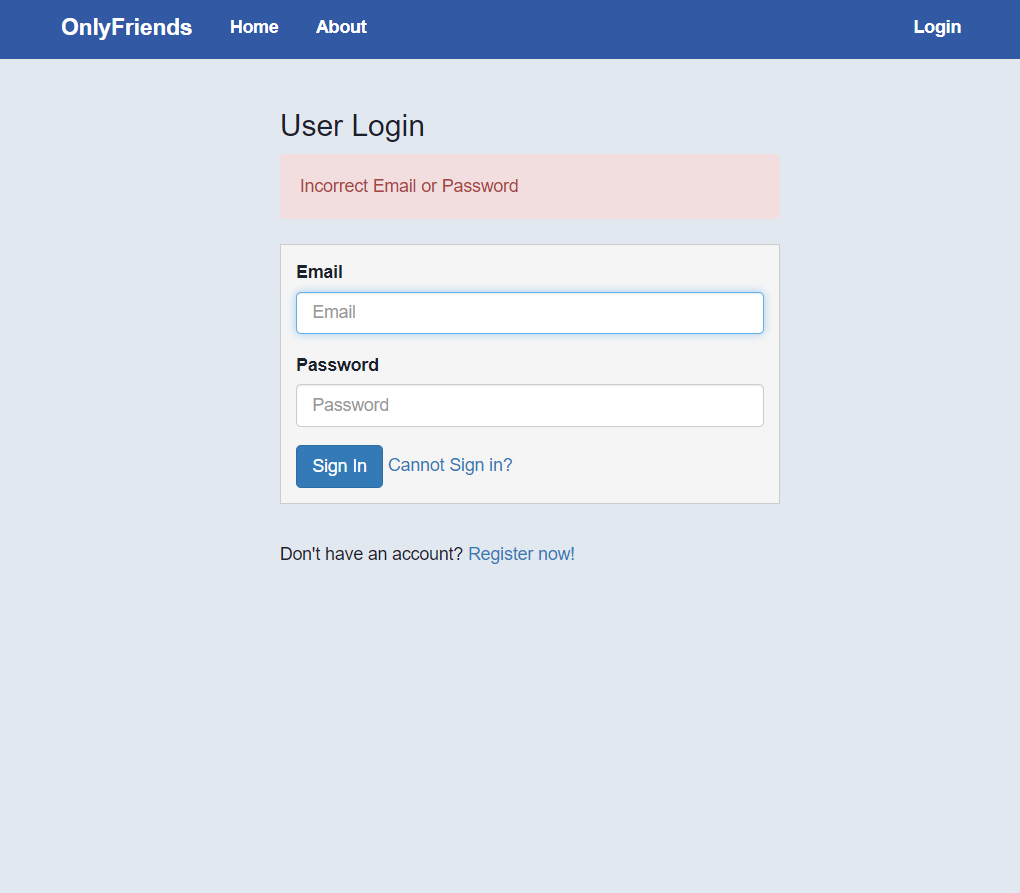 OnlyFriends Home About Login
User Login
Incorrect Email or Password
Email
Email
Password
Password
Sign In Cannot Sign in?
Don't have an account? Register now!